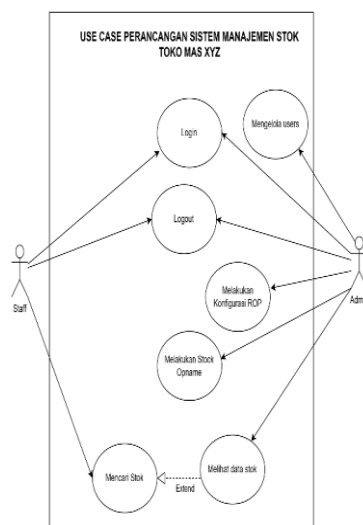 USE CASE PERANCANGAN SISTEM MANAJEMEN STOK
TOKO MAS XYZ
Login
Mengelola users
Logout
Staff
Melakukan
Konfigurasi ROP
Adm
Melakukan Stock
Opname
Mencari Stok
Extend
Melihat data stok